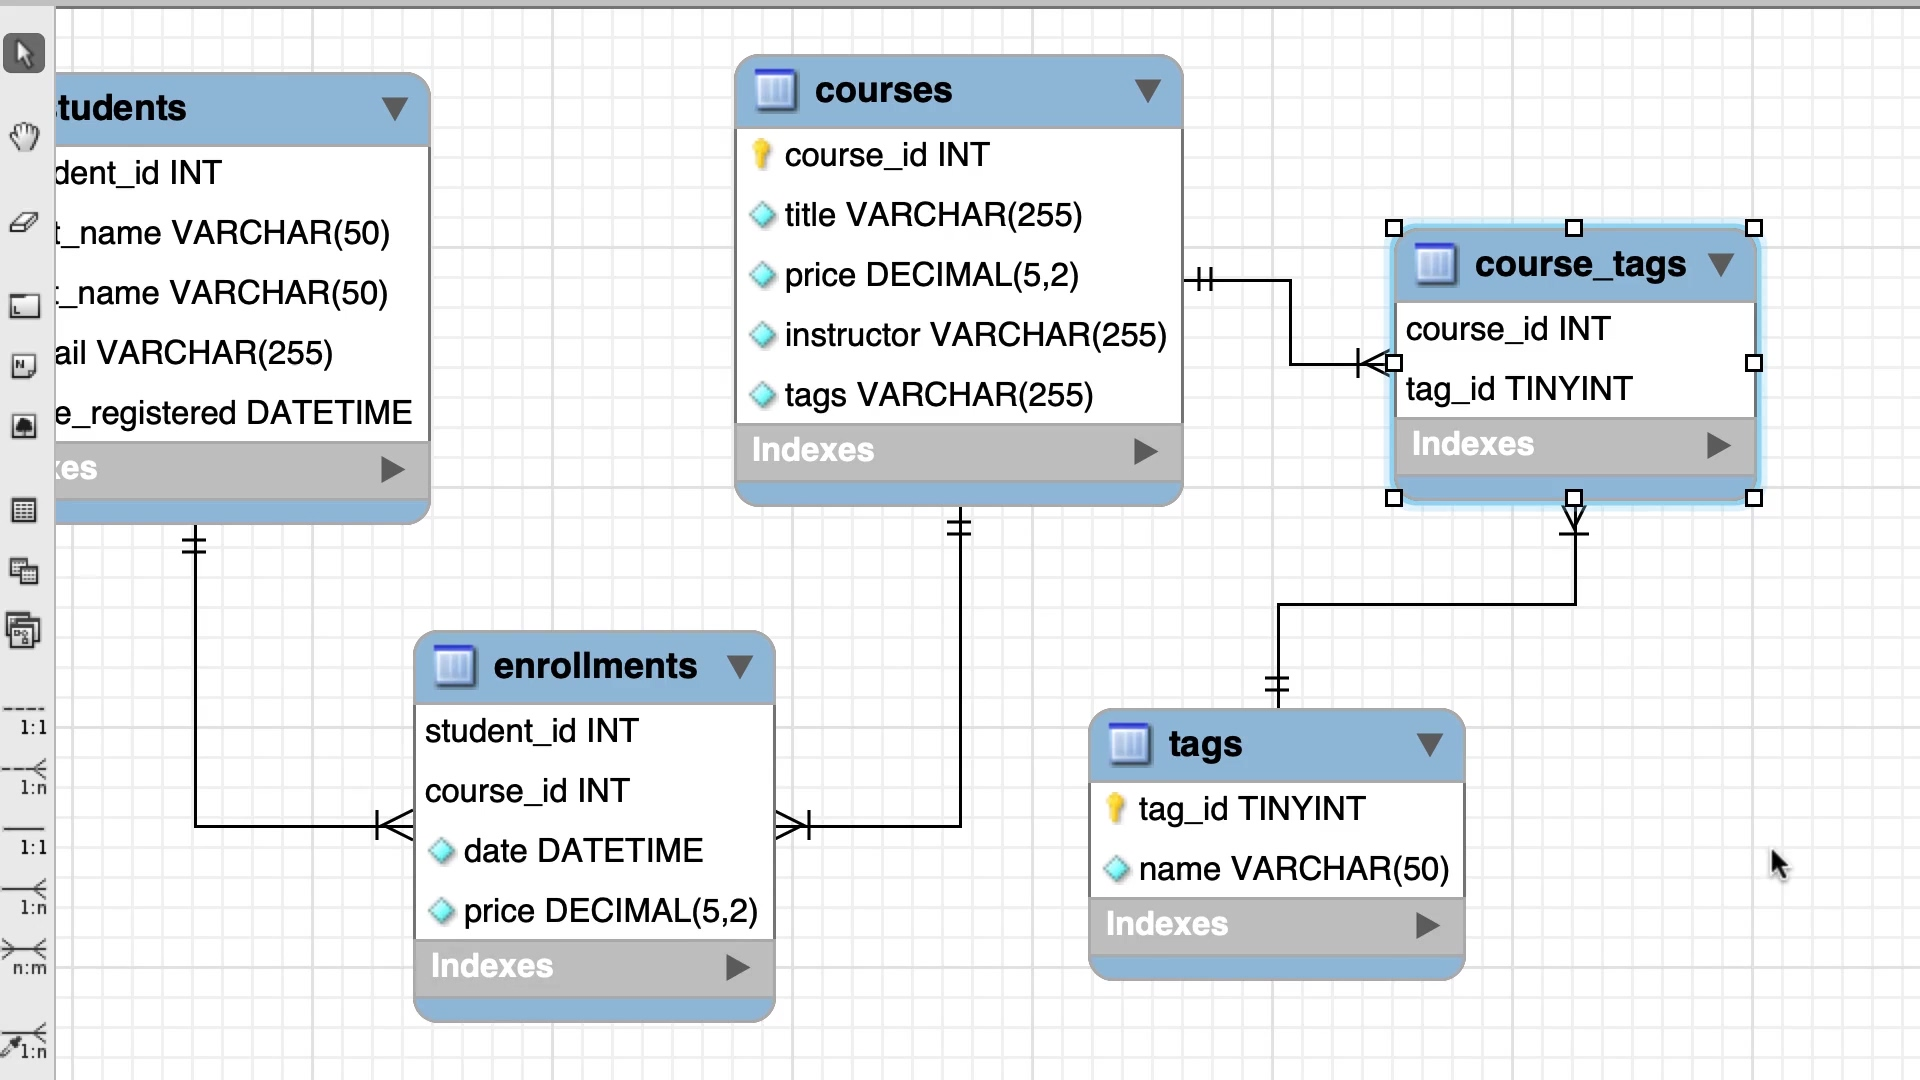 tudents
dent_id INT
t_name VARCHAR(50)
t_name VARCHAR(50)
ail VARCHAR(255)
e_registered DATETIME
xes
courses
course_id INT
title VARCHAR(255)
price DECIMAL(5,2)
instructor VARCHAR(255)
tags VARCHAR(255)
Indexes
course_tags
course_id INT
tag_id TINYINT
Indexes
enrollments
student_id INT
course_id INT
date DATETIME
price DECIMAL(5,2)
Indexes
tags
tag_id TINYINT
name VARCHAR(50)
Indexes
1:1
1:n
1:1
1:n
n:m
1:n